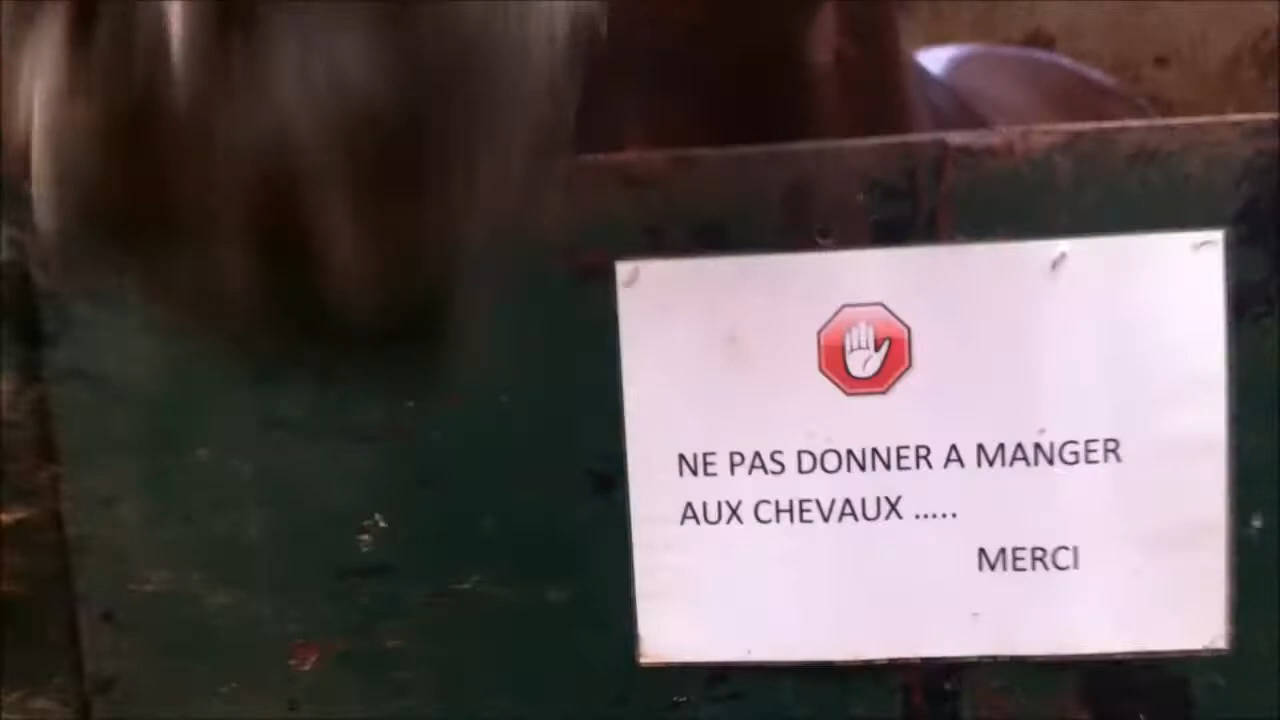 NE PAS DONNER A MANGER
AUX CHEVAUX .....
MERCI